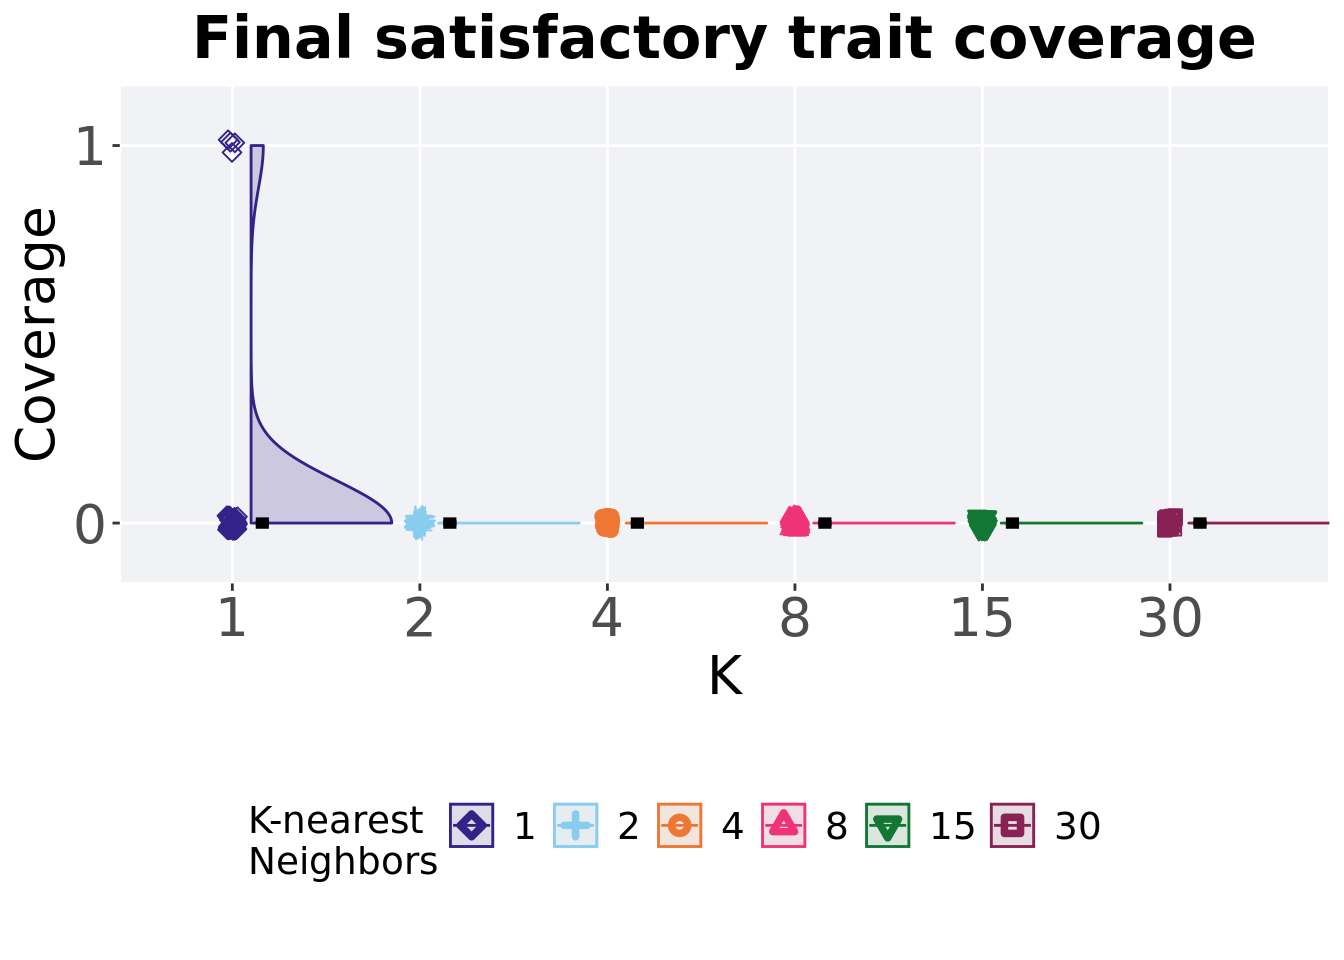 Final satisfactory trait coverage
Coverage
1
0
1 2 4 8 15 30
K
K-nearest
Neighbors
1 2 4 8 15 30